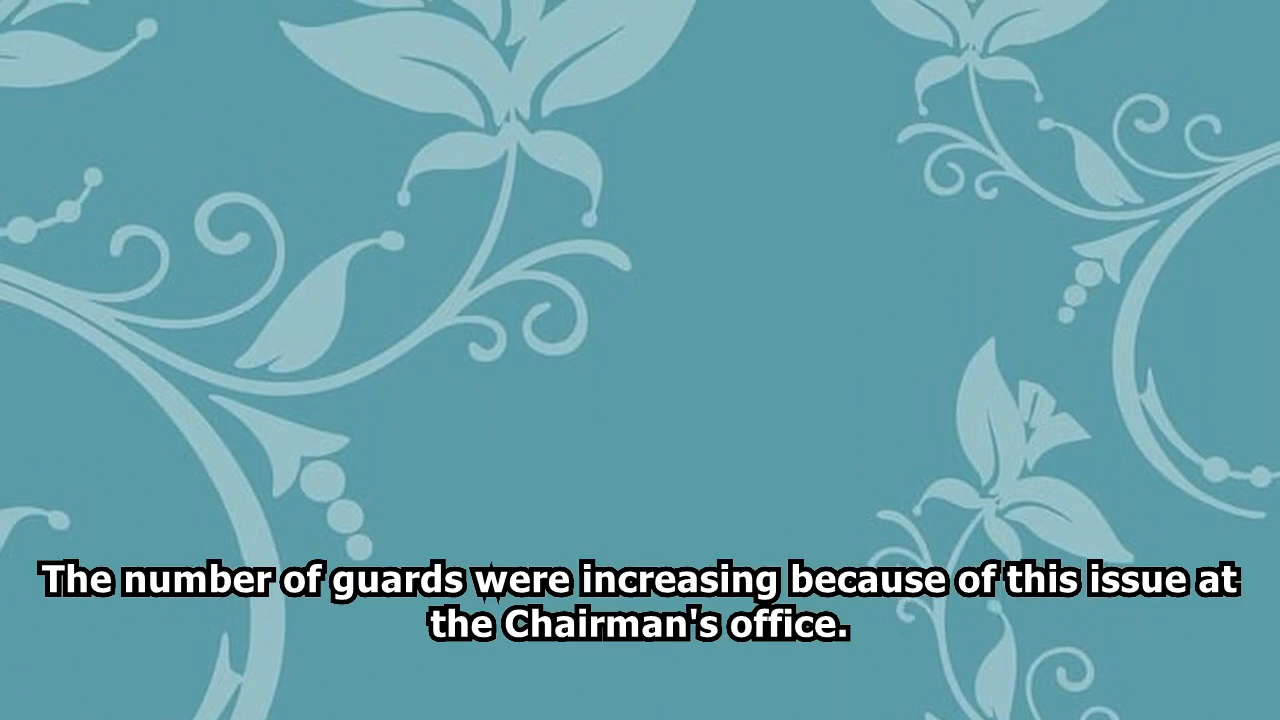 The number of guards were increasing because of this issue at
the Chairman's office.